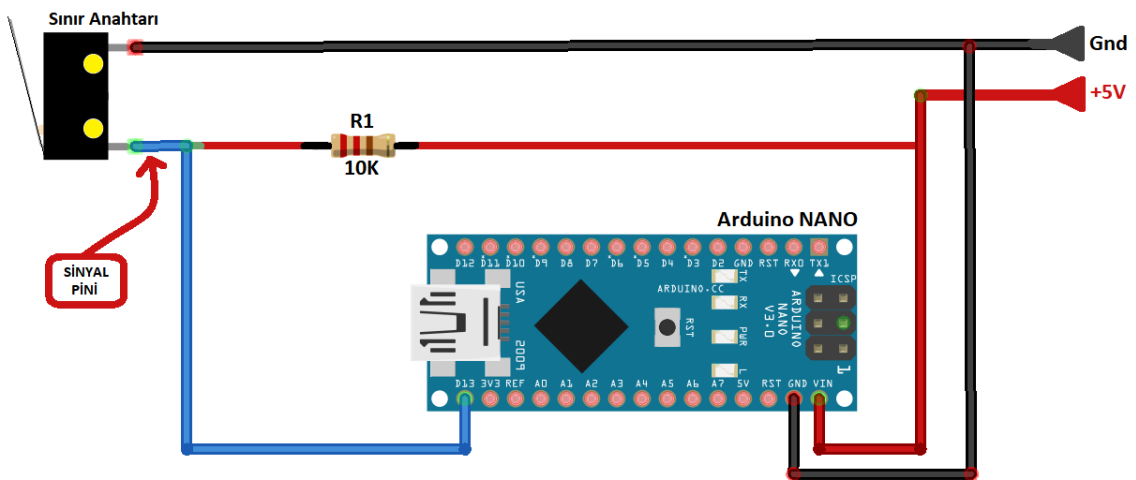 Sınır Anahtarı
Gnd
+5V
R1
10K
SİNYAL
PİNİ
Arduino NANO
D12 D11 D10 D9 D8 D7 D6 D5 D4 D3 D2 GND RST RX0 TX1
USA
2009
TX
RX
PWR
L
ARDUINO.CC
RST
ICSP
ARDUINO
NANO
V3.0
1
D13 3V3 REF A0 A1 A2 A3 A4 A5 A6 A7 5V RST GND VIN